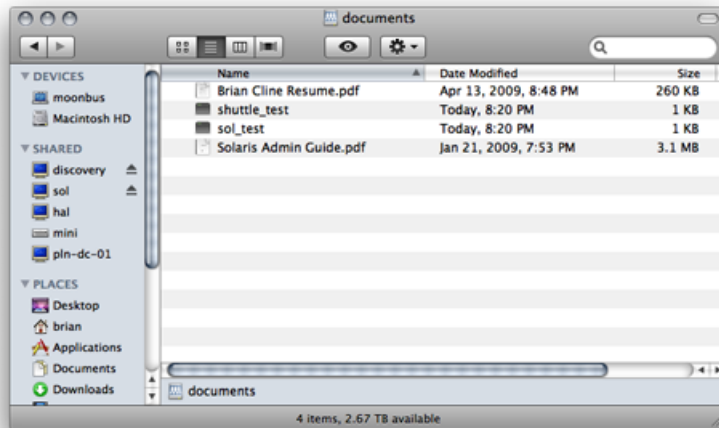 documents
DEVICES
moonbus
Macintosh HD
SHARED
discovery
sol
hal
mini
pln-dc-01
PLACES
Desktop
brian
Applications
Documents
Downloads
Name Date Modified Size
Brian Cline Resume.pdf Apr 13, 2009, 8:48 PM 260 KB
shuttle_test Today, 8:20 PM 1 KB
sol_test Today, 8:20 PM 1 KB
Solaris Admin Guide.pdf Jan 21, 2009, 7:53 PM 3.1 MB
documents
4 items, 2.67 TB available